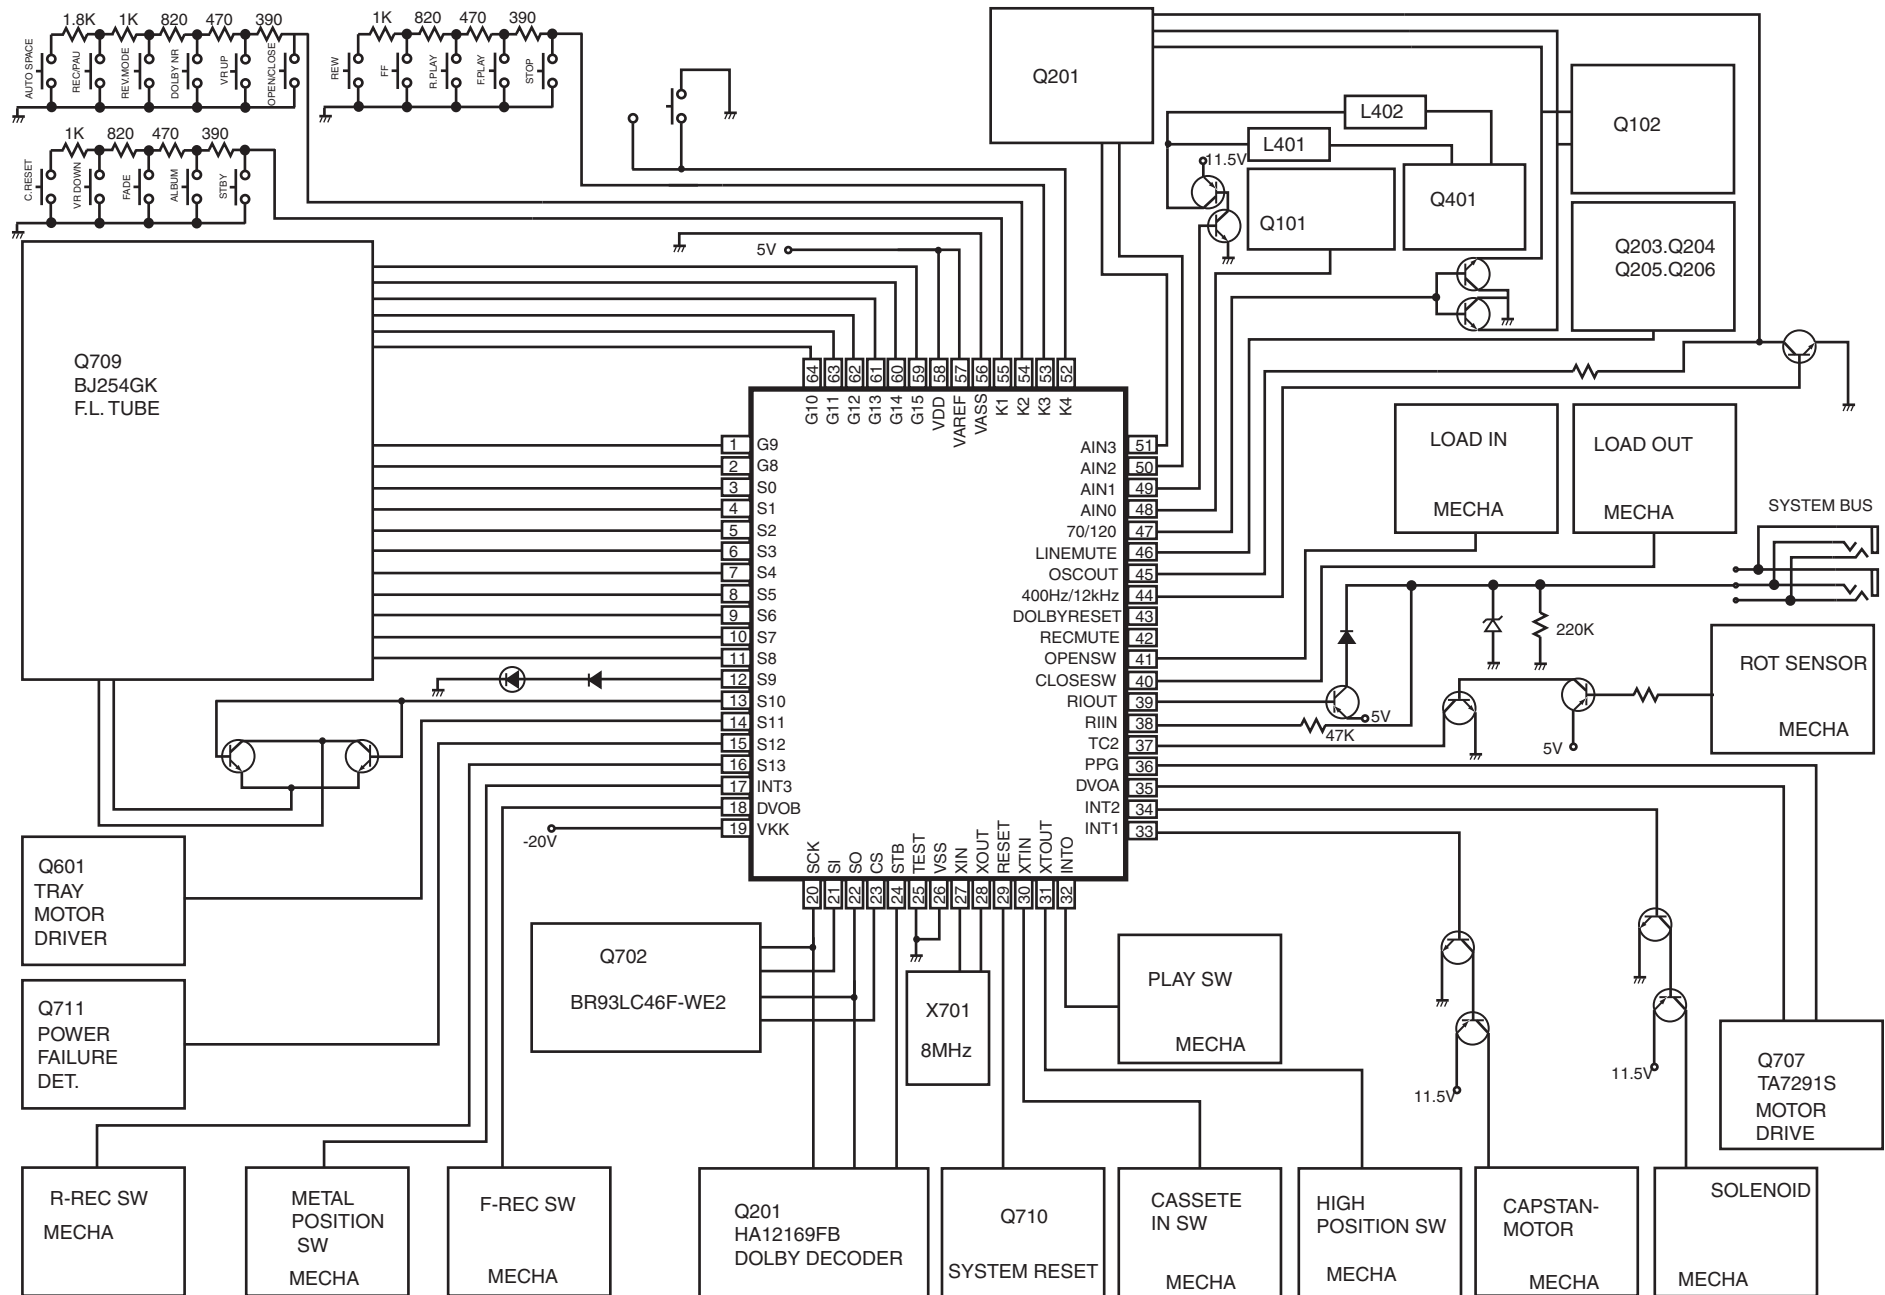 1.8K 1K 820 470 390
AUTO SPACE
REC/PAU
REV.MODE
DOLBY NR
VR UP
OPEN/CLOSE
1K 820 470 390
REW
FF
R.PLAY
F.PLAY
STOP
1K 820 470 390
C.RESET
VR DOWN
FADE
ALBUM
STBY
5V
Q201
L402
L401
11.5V
Q101
Q401
Q102
Q203.Q204
Q205.Q206
Q709
BJ254GK
F.L. TUBE
64 63 62 61 60 59 58 57 56 55 54 53 52
G10 G11 G12 G13 G14 G15 VDD VAREF VASS K1 K2 K3 K4
1 G9
2 G8
3 S0
4 S1
5 S2
6 S3
7 S4
8 S5
9 S6
10 S7
11 S8
12 S9
13 S10
14 S11
15 S12
16 S13
17 INT3
18 DVOB
19 VKK
-20V
AIN3 51
AIN2 50
AIN1 49
AIN0 48
70/120 47
LINEMUTE 46
OSCOUT 45
400Hz/12kHz 44
DOLBYRESET 43
RECMUTE 42
OPENSW 41
CLOSESW 40
RIOUT 39
RIIN 38
TC2 37
PPG 36
DVOA 35
INT2 34
INT1 33
SCK SI SO CS STB TEST VSS XIN XOUT RESET XTIN XTOUT INTO
20 21 22 23 24 25 26 27 28 29 30 31 32
LOAD IN
MECHA
LOAD OUT
MECHA
SYSTEM BUS
220K
5V
47K
5V
ROT SENSOR
MECHA
Q601
TRAY
MOTOR
DRIVER
Q711
POWER
FAILURE
DET.
Q702
BR93LC46F-WE2
X701
8MHz
PLAY SW
MECHA
11.5V
11.5V
Q707
TA7291S
MOTOR
DRIVE
R-REC SW
MECHA
METAL
POSITION
SW
MECHA
F-REC SW
MECHA
Q201
HA12169FB
DOLBY DECODER
Q710
SYSTEM RESET
CASSETE
IN SW
MECHA
HIGH
POSITION SW
MECHA
CAPSTAN-
MOTOR
MECHA
SOLENOID
MECHA